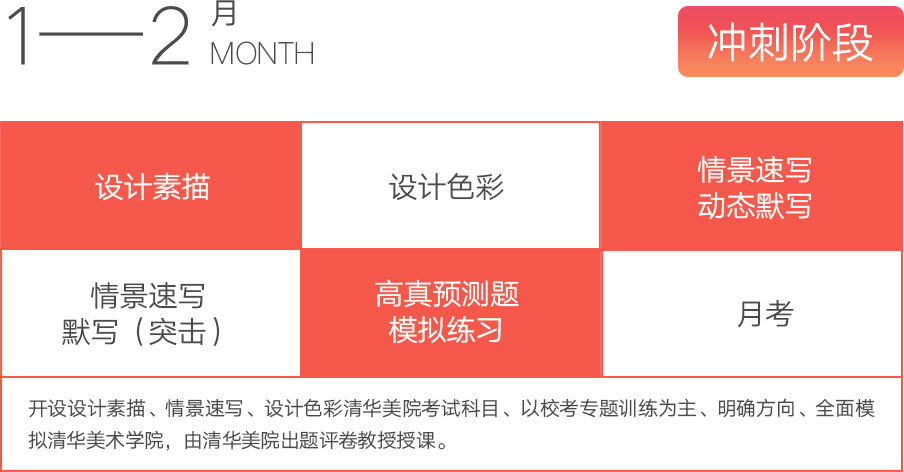 1—2
月
MONTH
冲刺阶段
设计素描
设计色彩
情景速写
动态默写
情景速写
默写（突击）
高真预测题
模拟练习
月考
开设设计素描、情景速写、设计色彩清华美院考试科目、以校考专题训练为主、明确方向、全面模
拟清华美术学院，由清华美院出题评卷教授授课。